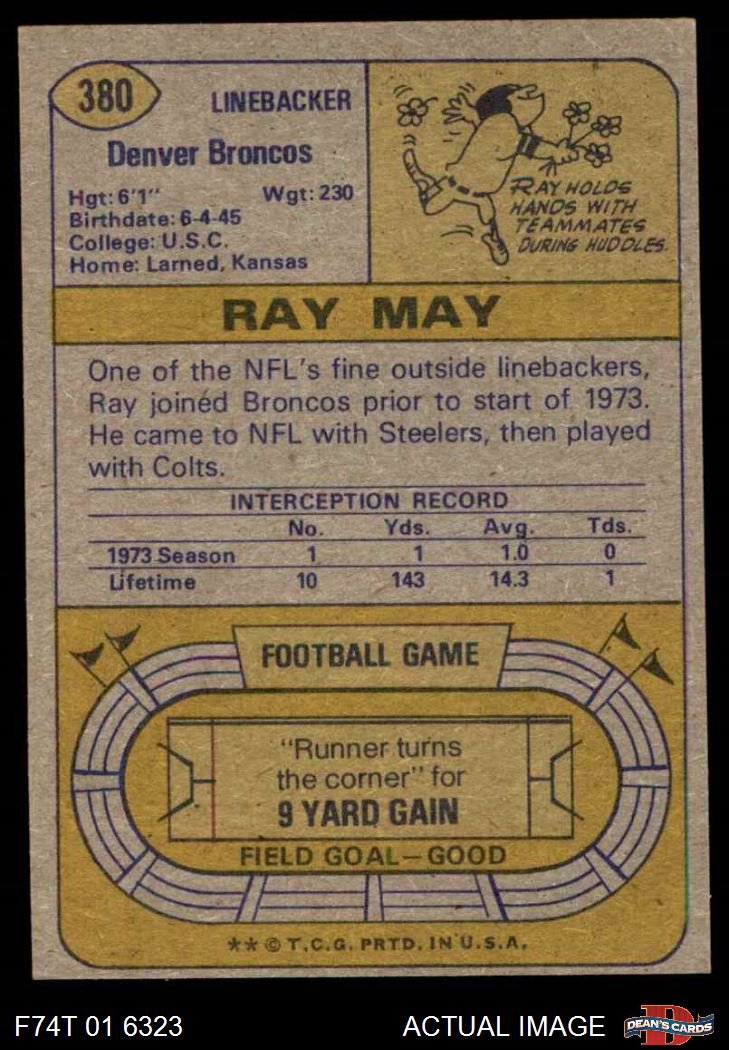 380
LINEBACKER
Denver Broncos
Hgt: 6'1" Wgt: 230
Birthdate: 6-4-45
College: U.S.C.
Home: Larned, Kansas
RAY HOLDS
HANDS WITH
TEAMMATES
DURING HUDDLES.
RAY MAY
One of the NFL's fine outside linebackers,
Ray joined Broncos prior to start of 1973.
He came to NFL with Steelers, then played
with Colts.
INTERCEPTION RECORD
No. Yds. Avg. Tds.
1973 Season 1 1 1.0 0
Lifetime 10 143 14.3 1
FOOTBALL GAME
"Runner turns
the corner" for
9 YARD GAIN
FIELD GOAL—GOOD
**© T.C.G. PRTD. IN U.S.A.
F74T 01 6323 ACTUAL IMAGE
D
DEAN'S CARDS